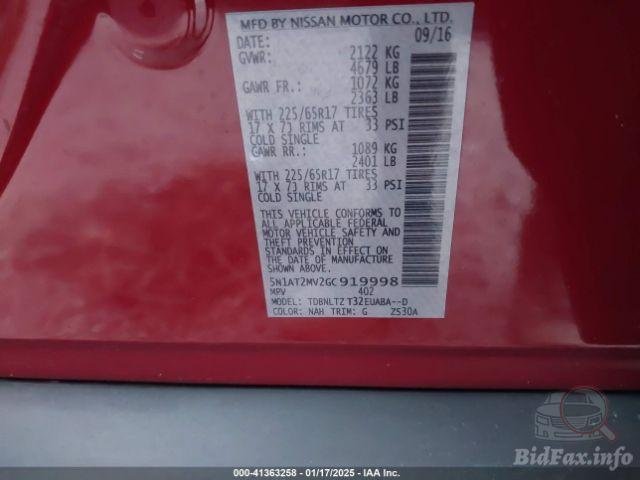 MFD BY NISSAN MOTOR CO., LTD.
DATE: 09/16
GVWR: 2122 KG
4679 LB
GAWR FR.: 1072 KG
2363 LB
WITH 225/65R17 TIRES
17 X 7J RIMS AT 33 PSI
COLD SINGLE
GAWR RR.: 1089 KG
2401 LB
WITH 225/65R17 TIRES
17 X 7J RIMS AT 33 PSI
COLD SINGLE
THIS VEHICLE CONFORMS TO
ALL APPLICABLE FEDERAL
MOTOR VEHICLE SAFETY AND
THEFT PREVENTION
STANDARDS IN EFFECT ON
THE DATE OF MANUFACTURE
SHOWN ABOVE.
5N1AT2MV2GC919998
MPV 402
MODEL: TDBNLTZ T32EUABA--D
COLOR: NAH TRIM: G ZS30A
BidFax.info
000-41363258 - 01/17/2025 - IAA Inc.